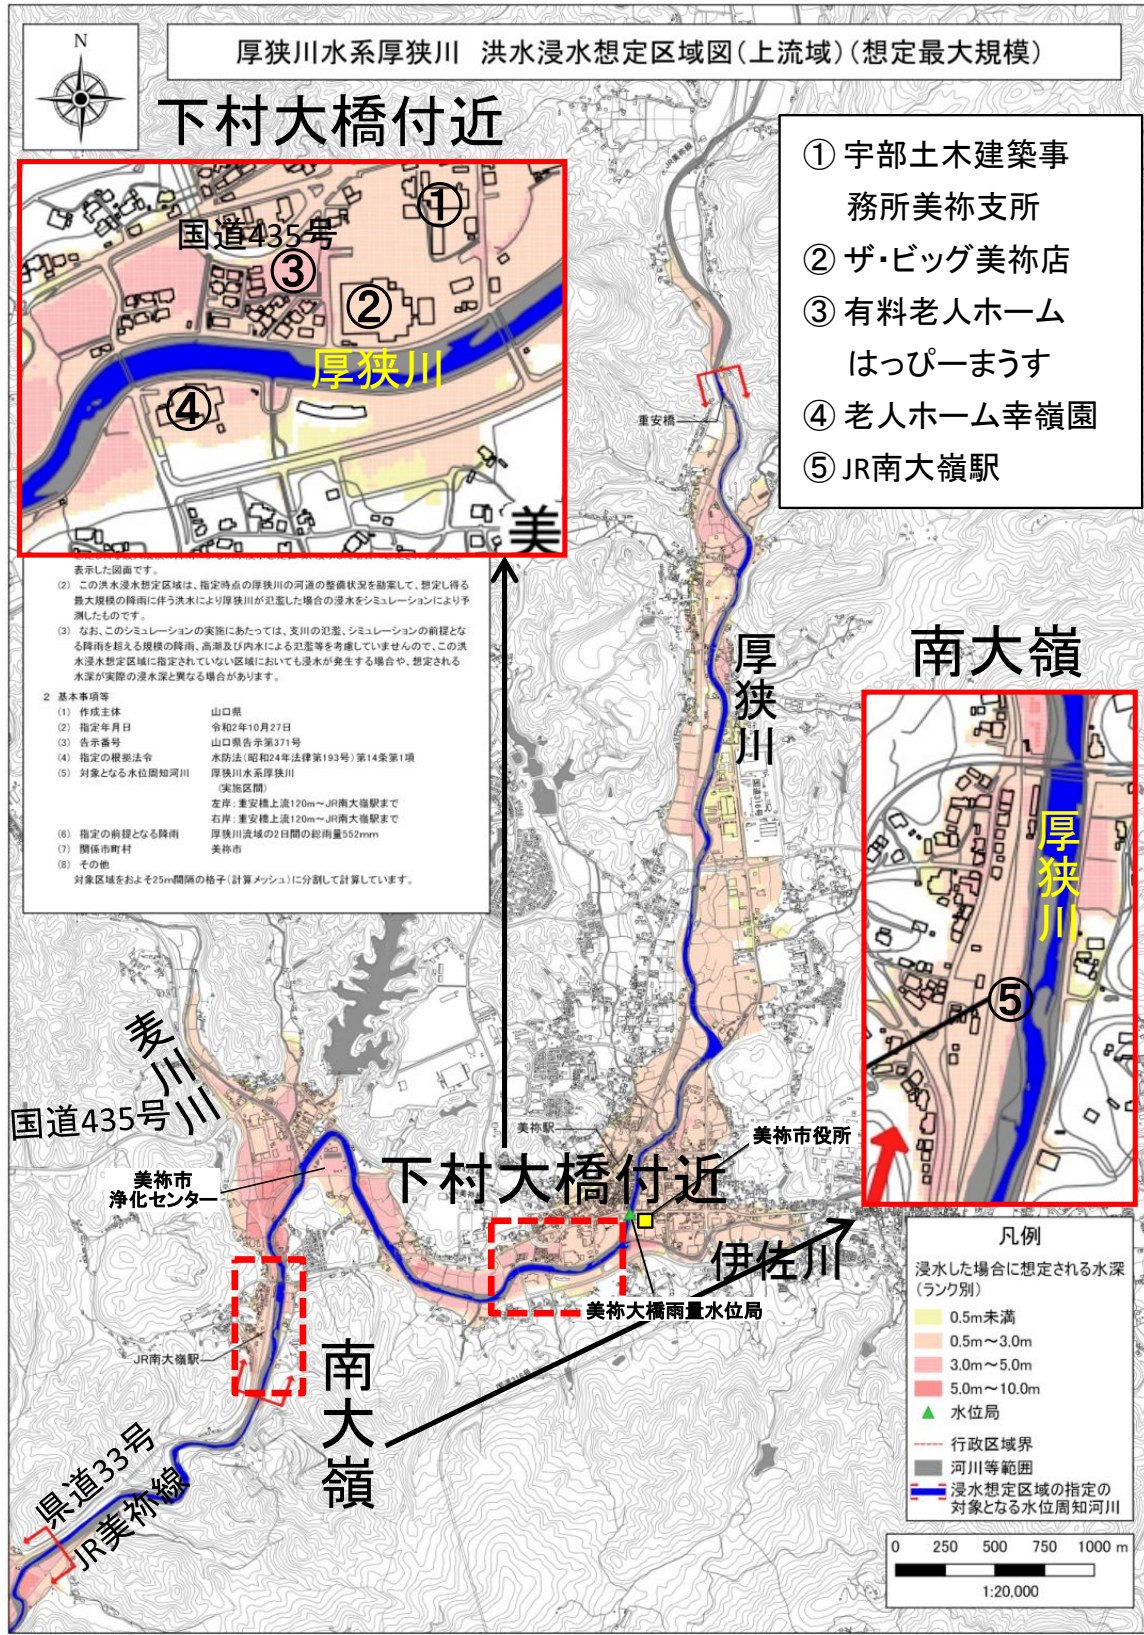 厚狭川水系厚狭川 洪水浸水想定区域図(上流域)(想定最大規模)
N
下村大橋付近
①
国道435号
③
②
厚狭川
④
美
① 宇部土木建築事
務所美祢支所
② ザ・ビッグ美祢店
③ 有料老人ホーム
はっぴーまうす
④ 老人ホーム幸嶺園
⑤ JR南大嶺駅
表示した図面です。
(2) この洪水浸水想定区域は、指定時点の厚狭川の河道の整備状況を勘案して、想定し得る
最大規模の降雨に伴う洪水により厚狭川が氾濫した場合の浸水をシミュレーションにより予
測したものです。
(3) なお、このシミュレーションの実施にあたっては、支川の氾濫、シミュレーションの前提とな
る降雨を超える規模の降雨、高潮及び内水による氾濫等を考慮していませんので、この洪
水浸水想定区域に指定されていない区域においても浸水が発生する場合や、想定される
水深が実際の浸水深と異なる場合があります。
2 基本事項等
(1) 作成主体 山口県
(2) 指定年月日 令和2年10月27日
(3) 告示番号 山口県告示第371号
(4) 指定の根拠法令 水防法(昭和24年法律第193号)第14条第1項
(5) 対象となる水位周知河川 厚狭川水系厚狭川
(実施区間)
左岸:重安橋上流120m~JR南大嶺駅まで
右岸:重安橋上流120m~JR南大嶺駅まで
(6) 指定の前提となる降雨 厚狭川流域の2日間の総雨量552mm
(7) 関係市町村 美祢市
(8) その他
対象区域をおよそ25m間隔の格子(計算メッシュ)に分割して計算しています。
JR美祢線
重安橋
厚狭川
国道316号
南大嶺
厚狭川
⑤
麦川川
国道435号
美祢市
浄化センター
美祢駅
美祢市役所
下村大橋付近
伊佐川
美祢大橋雨量水位局
JR南大嶺駅
南大嶺
県道33号
JR美祢線
凡例
浸水した場合に想定される水深
(ランク別)
0.5m未満
0.5m~3.0m
3.0m~5.0m
5.0m~10.0m
水位局
行政区域界
河川等範囲
浸水想定区域の指定の
対象となる水位周知河川
0 250 500 750 1000 m
1:20,000